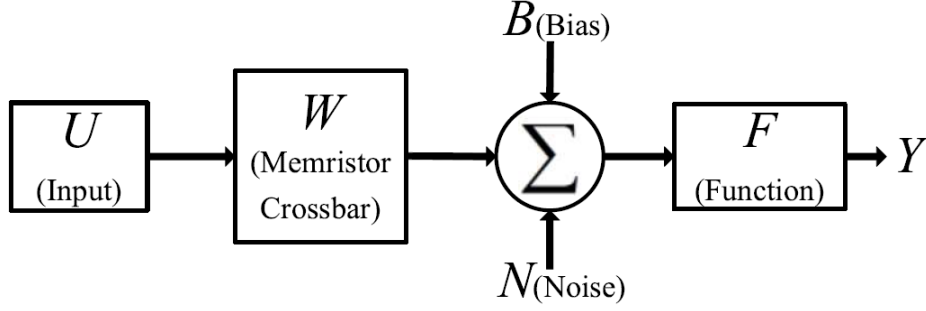 B(Bias)
U
(Input)
W
(Memristor
Crossbar)
Σ
F
(Function)
Y
N(Noise)